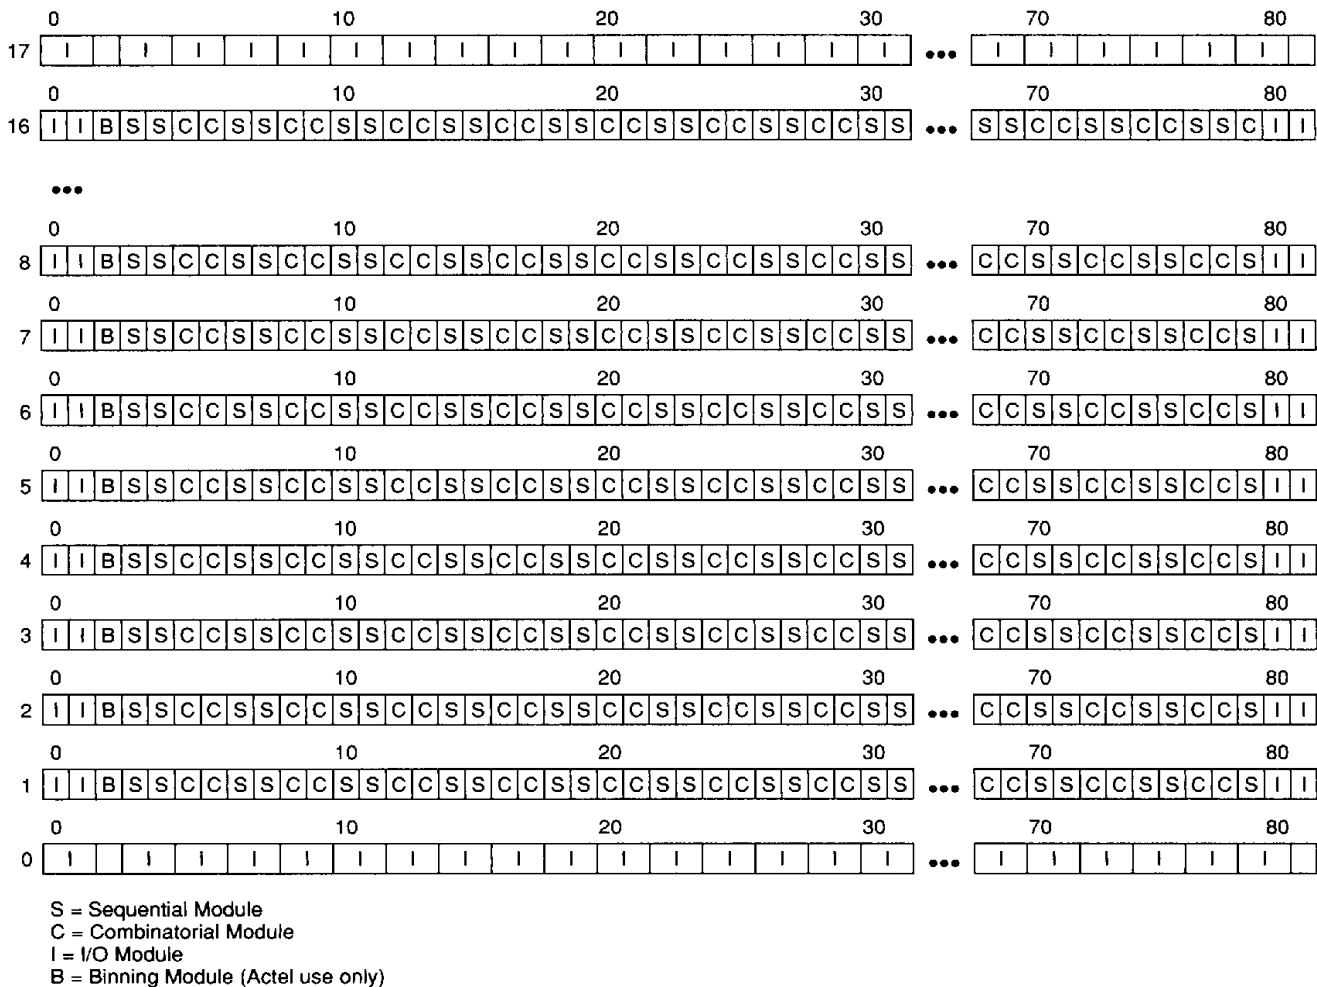 0 10 20 30 70 80
17 I I I I I I I I I I I I I I I I ••• I I I I I I
0 10 20 30 70 80
16 I I B S S C C S S C C S S C C S S C C S S C C S S C C S S C C S S ••• S S C C S S C C S S C I I
•••
0 10 20 30 70 80
8 I I B S S C C S S C C S S C C S S C C S S C C S S C C S S C C S S ••• C C S S C C S S C C S I I
0 10 20 30 70 80
7 I I B S S C C S S C C S S C C S S C C S S C C S S C C S S C C S S ••• C C S S C C S S C C S I I
0 10 20 30 70 80
6 I I B S S C C S S C C S S C C S S C C S S C C S S C C S S C C S S ••• C C S S C C S S C C S I I
0 10 20 30 70 80
5 I I B S S C C S S C C S S C C S S C C S S C C S S C C S S C C S S ••• C C S S C C S S C C S I I
0 10 20 30 70 80
4 I I B S S C C S S C C S S C C S S C C S S C C S S C C S S C C S S ••• C C S S C C S S C C S I I
0 10 20 30 70 80
3 I I B S S C C S S C C S S C C S S C C S S C C S S C C S S C C S S ••• C C S S C C S S C C S I I
0 10 20 30 70 80
2 I I B S S C C S S C C S S C C S S C C S S C C S S C C S S C C S S ••• C C S S C C S S C C S I I
0 10 20 30 70 80
1 I I B S S C C S S C C S S C C S S C C S S C C S S C C S S C C S S ••• C C S S C C S S C C S I I
0 10 20 30 70 80
0 I I I I I I I I I I I I I I I I ••• I I I I I I
S = Sequential Module
C = Combinatorial Module
I = I/O Module
B = Binning Module (Actel use only)